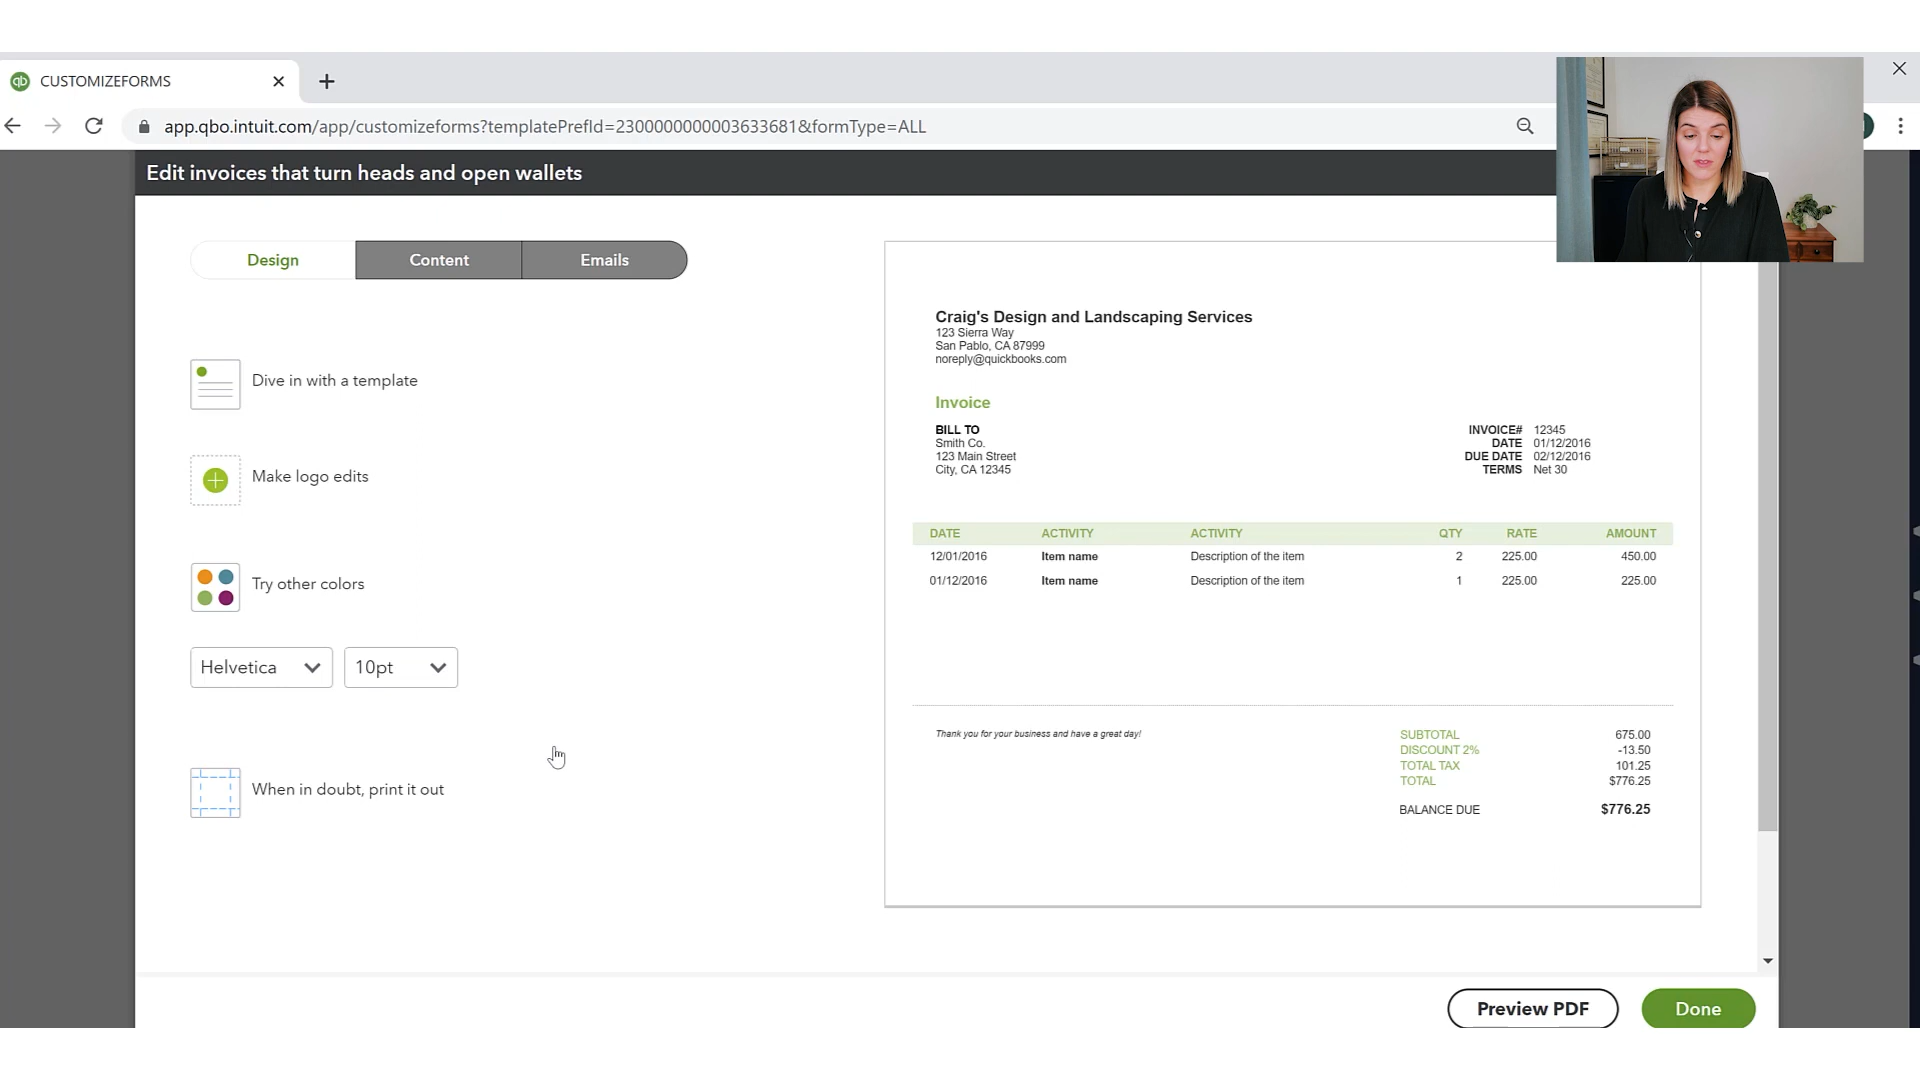 CUSTOMIZEFORMS
app.qbo.intuit.com/app/customizeforms?templatePrefId=2300000000003633681&formType=ALL
Edit invoices that turn heads and open wallets
Design Content Emails
Dive in with a template
Make logo edits
Try other colors
Helvetica 10pt
When in doubt, print it out
Craig's Design and Landscaping Services
123 Sierra Way
San Pablo, CA 87999
noreply@quickbooks.com
Invoice
BILL TO
Smith Co.
123 Main Street
City, CA 12345
INVOICE# 12345
DATE 01/12/2016
DUE DATE 02/12/2016
TERMS Net 30
DATE ACTIVITY ACTIVITY QTY RATE AMOUNT
12/01/2016 Item name Description of the item 2 225.00 450.00
01/12/2016 Item name Description of the item 1 225.00 225.00
Thank you for your business and have a great day!
SUBTOTAL 675.00
DISCOUNT 2% -13.50
TOTAL TAX 101.25
TOTAL $776.25
BALANCE DUE $776.25
Preview PDF Done